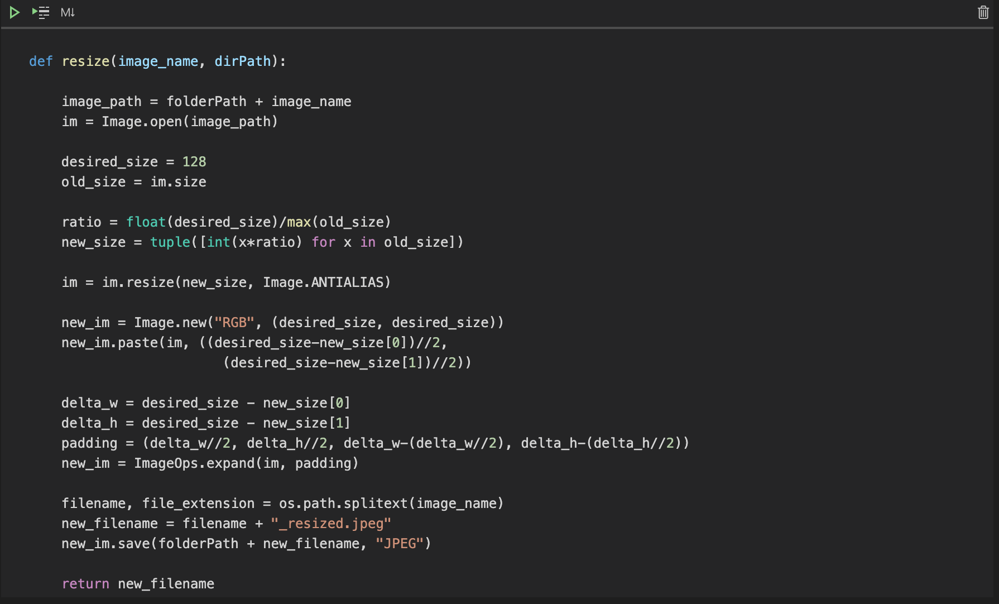 M↓
def resize(image_name, dirPath):
image_path = folderPath + image_name
im = Image.open(image_path)
desired_size = 128
old_size = im.size
ratio = float(desired_size)/max(old_size)
new_size = tuple([int(x*ratio) for x in old_size])
im = im.resize(new_size, Image.ANTIALIAS)
new_im = Image.new("RGB", (desired_size, desired_size))
new_im.paste(im, ((desired_size-new_size[0])//2,
(desired_size-new_size[1])//2))
delta_w = desired_size - new_size[0]
delta_h = desired_size - new_size[1]
padding = (delta_w//2, delta_h//2, delta_w-(delta_w//2), delta_h-(delta_h//2))
new_im = ImageOps.expand(im, padding)
filename, file_extension = os.path.splitext(image_name)
new_filename = filename + "_resized.jpeg"
new_im.save(folderPath + new_filename, "JPEG")
return new_filename